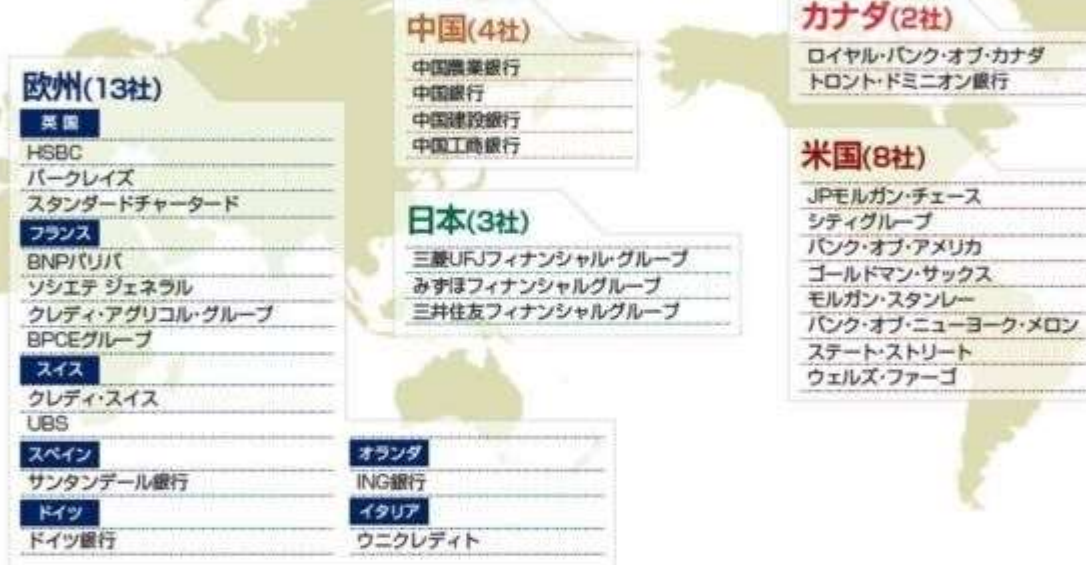 欧州(13社)
英国
HSBC
バークレイズ
スタンダードチャータード
フランス
BNPパリバ
ソシエテ ジェネラル
クレディ・アグリコル・グループ
BPCEグループ
スイス
クレディ・スイス
UBS
スペイン
サンタンデール銀行
ドイツ
ドイツ銀行
オランダ
ING銀行
イタリア
ウニクレディト
中国(4社)
中国農業銀行
中国銀行
中国建設銀行
中国工商銀行
日本(3社)
三菱UFJフィナンシャル・グループ
みずほフィナンシャルグループ
三井住友フィナンシャルグループ
カナダ(2社)
ロイヤル・バンク・オブ・カナダ
トロント・ドミニオン銀行
米国(8社)
JPモルガン・チェース
シティグループ
バンク・オブ・アメリカ
ゴールドマン・サックス
モルガン・スタンレー
バンク・オブ・ニューヨーク・メロン
ステート・ストリート
ウェルズ・ファーゴ